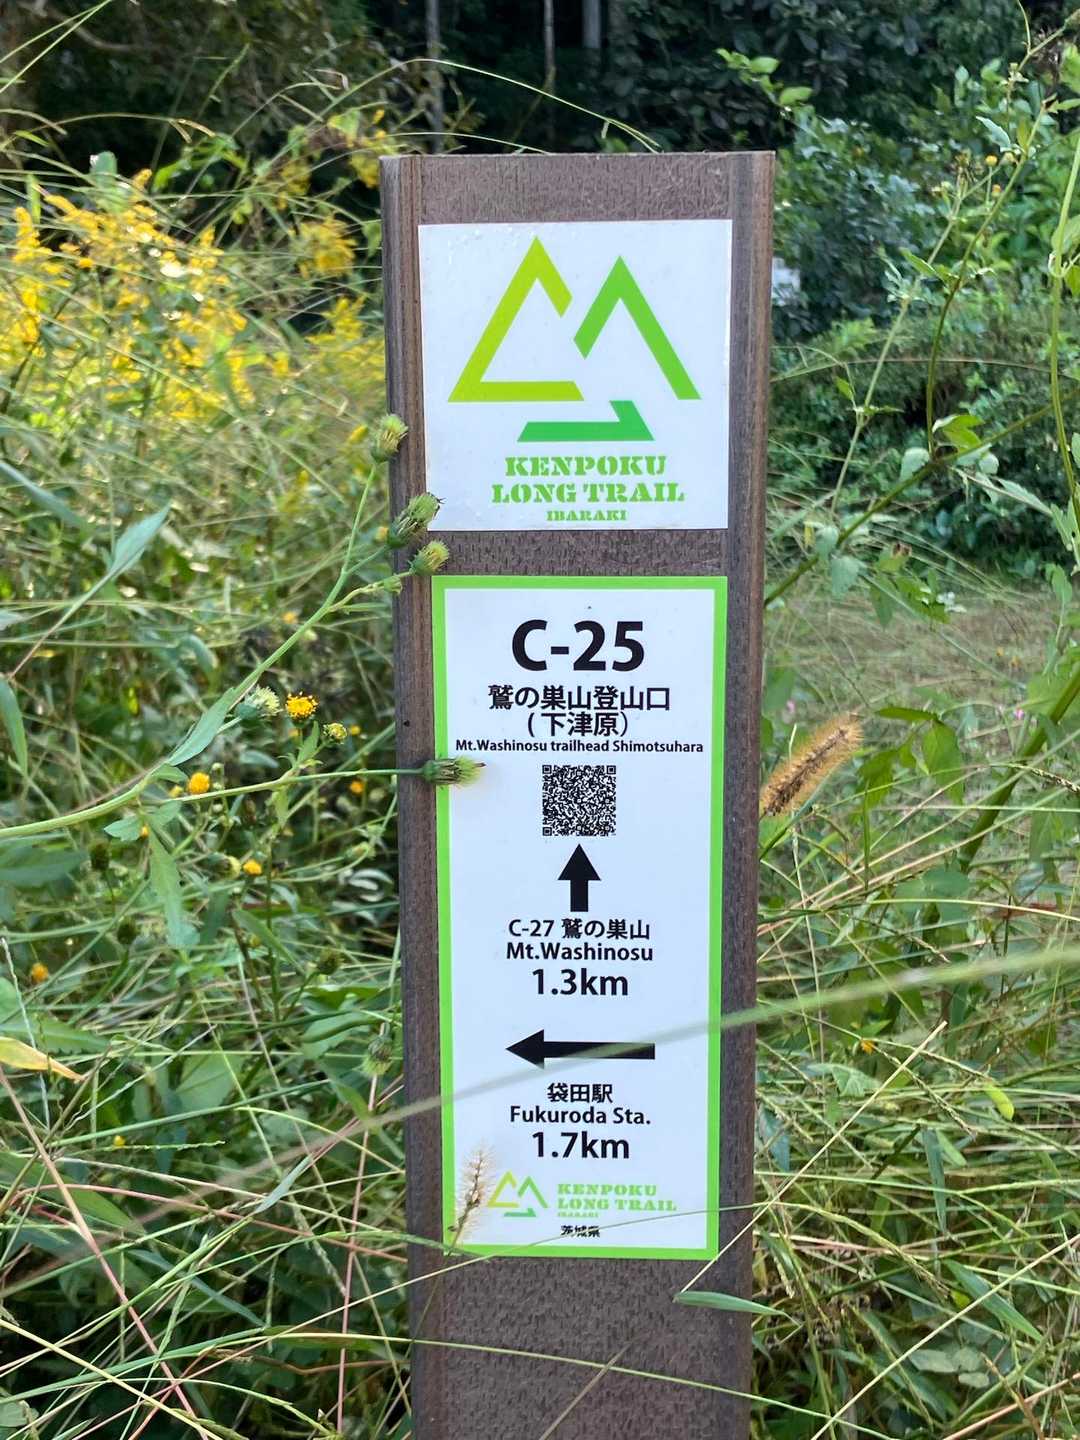 KENPOKU
LONG TRAIL
IBARAKI
C-25
鷲の巣山登山口
(下津原)
Mt.Washinosu trailhead Shimotsuhara
C-27 鷲の巣山
Mt.Washinosu
1.3km
袋田駅
Fukuroda Sta.
1.7km
KENPOKU
LONG TRAIL
IBARAKI
茨城県